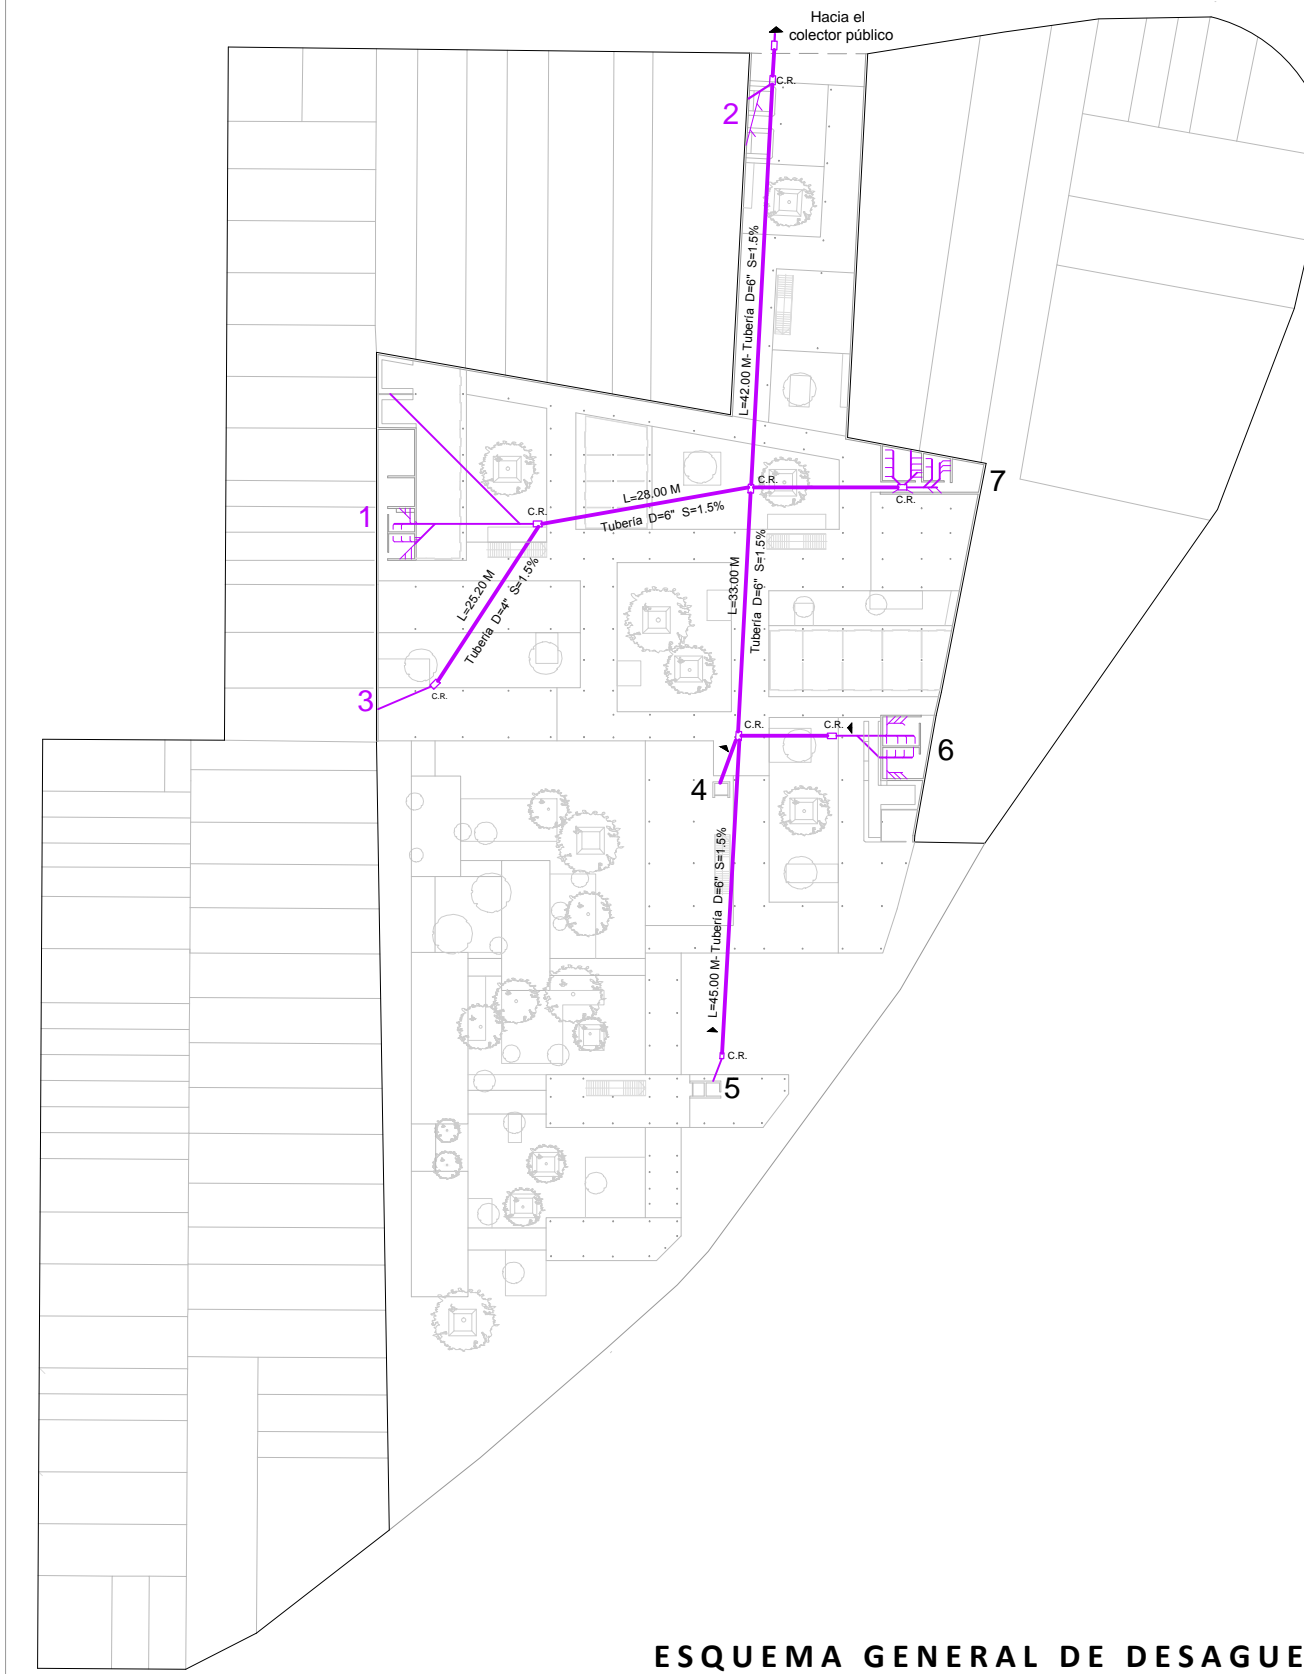 Hacia el
colector público
C.R.
2
L=42.00 M- Tubería D=6" S=1.5%
7
C.R.
C.R.
L=28.00 M
Tubería D=6" S=1.5%
C.R.
1
L=33.00 M
Tubería D=6" S=1.5%
L=25.20 M
Tubería D=4" S=1.5%
3
C.R.
C.R.
C.R.
6
4
L=45.00 M- Tubería D=6" S=1.5%
C.R.
5
ESQUEMA GENERAL DE DESAGUE